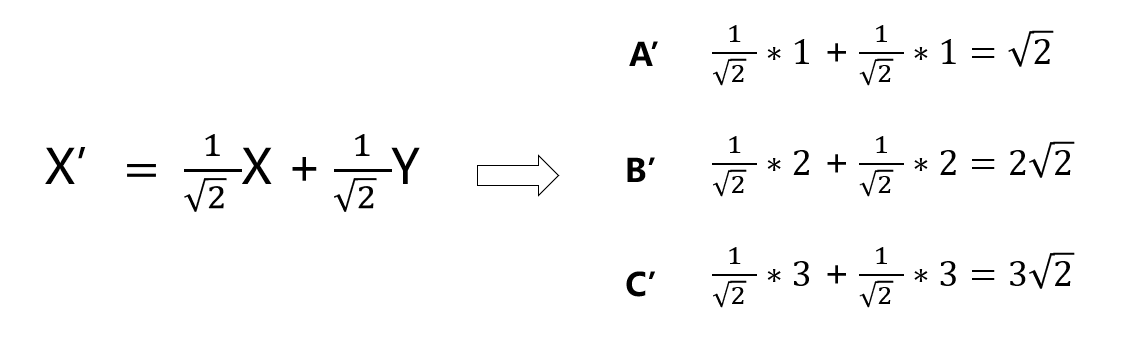 X′ = 1/√2 X + 1/√2 Y
A′ 1/√2 * 1 + 1/√2 * 1 = √2
B′ 1/√2 * 2 + 1/√2 * 2 = 2√2
C′ 1/√2 * 3 + 1/√2 * 3 = 3√2